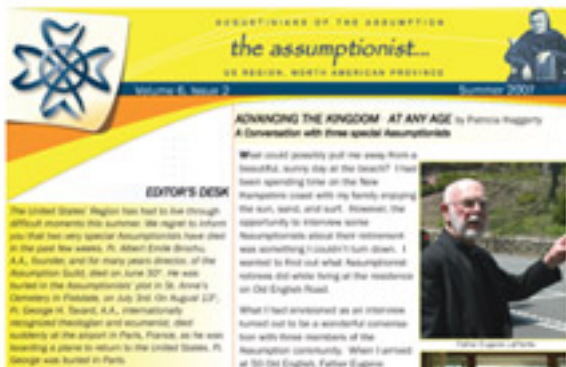 AUGUSTINIANS OF THE ASSUMPTION
the assumptionist...
US REGION, NORTH AMERICAN PROVINCE
Volume 6, Issue 2
Summer 2007
ADVANCING THE KINGDOM AT ANY AGE by Patricia Haggerty
A Conversation with three special Assumptionists
EDITOR'S DESK
The United States' Region has had to live through
difficult moments this summer. We regret to inform
you that two very special Assumptionists have died
in the past few weeks. Fr. Albert Emile Brochu,
A.A., founder, and for many years director, of the
Assumption Guild, died on June 30th. He was
buried in the Assumptionists' plot in St. Anne's
Cemetery in Fiskdale, on July 3rd. On August 13th,
Fr. George H. Tavard, A.A., internationally
recognized theologian and ecumenist, died
suddenly at the airport in Paris, France, as he was
boarding a plane to return to the United States. Fr.
George was buried in Paris.
What could possibly pull me away from a
beautiful, sunny day at the beach? I had
been spending time on the New
Hampshire coast with my family enjoying
the sun, sand, and surf. However, the
opportunity to interview some
Assumptionists about their retirement
was something I couldn't turn down. I
wanted to find out what Assumptionist
retirees did while living at the residence
on Old English Road.
What I had envisioned as an interview
turned out to be a wonderful conversa-
tion with three members of the
Assumption community. When I arrived
at 50 Old English, Father Eugene
Father Eugene LaPlante